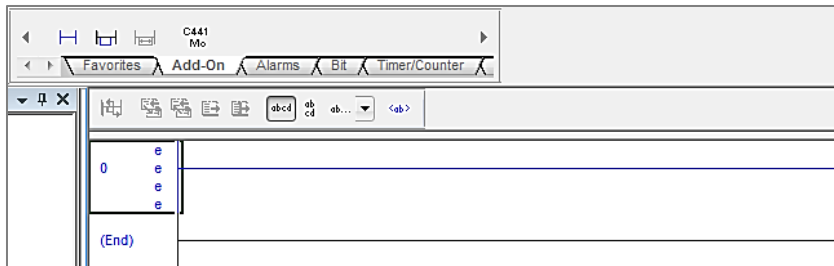 C441
Mo
Favorites Add-On Alarms Bit Timer/Counter
abcd ab cd ab... <ab>
e
0 e
e
e
(End)